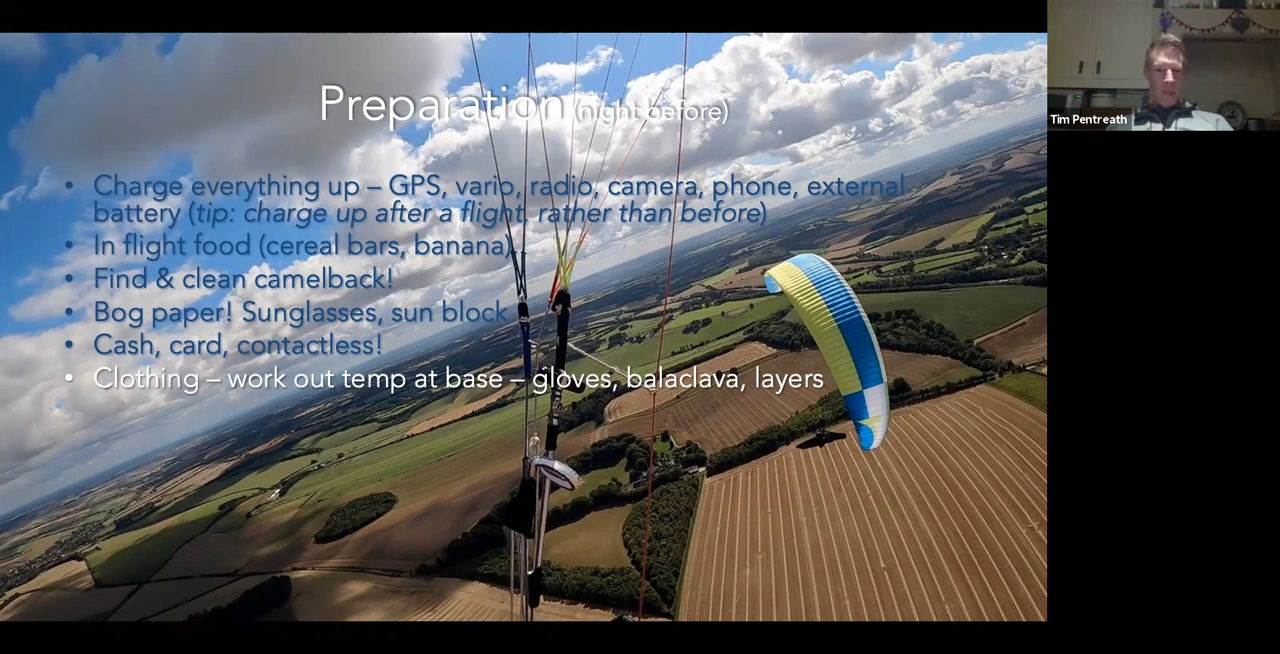 Preparation (night before)
• Charge everything up – GPS, vario, radio, camera, phone, external
battery (tip: charge up after a flight, rather than before)
• In flight food (cereal bars, banana)
• Find & clean camelback!
• Bog paper! Sunglasses, sun block
• Cash, card, contactless!
• Clothing – work out temp at base – gloves, balaclava, layers
Tim Pentreath